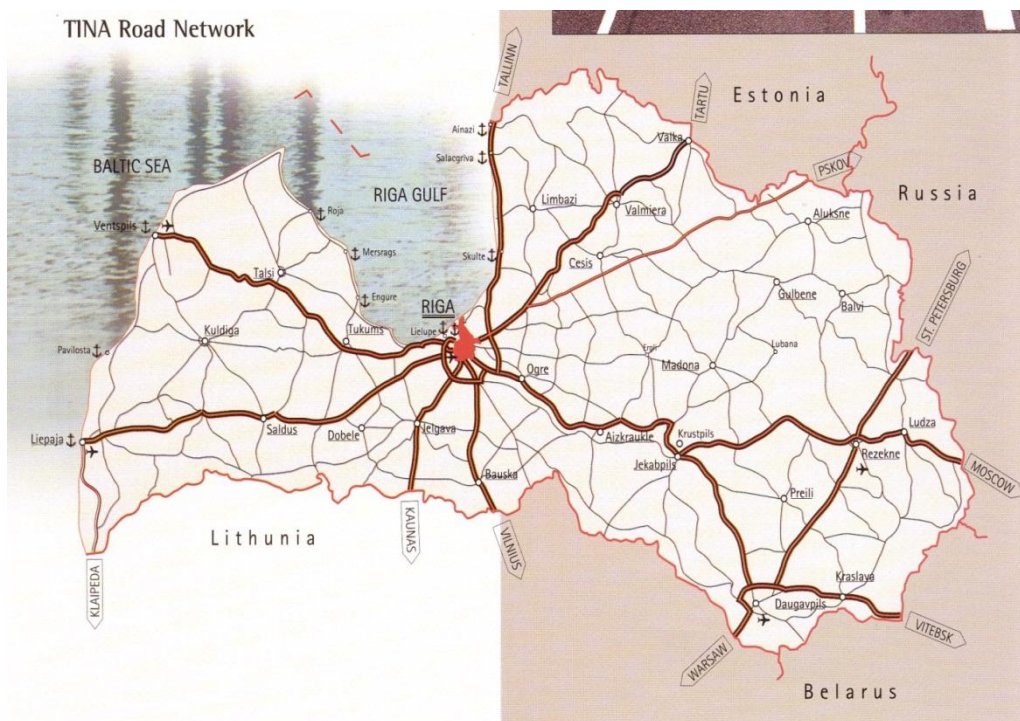 TINA Road Network
TALLINN
TARTU
Estonia
Ainazi
Valka
Salacgriva
PSKOV
BALTIC SEA
RIGA GULF
Russia
Limbazi
Valmiera
Roja
Aluksne
Ventspils
Mersrags
Skulte
Cesis
Talsi
Gulbene
Balvi
ST. PETERSBURG
Engure
RIGA
Kuldiga
Tukums
Lielupe
Pavilosta
Ergli
Lubana
Madona
Ogre
Saldus
Dobele
Jelgava
Aizkraukle
Krustpils
Ludza
Liepaja
Jekabpils
Rezekne
MOSCOW
Bauska
Preili
Lithunia
KAUNAS
VILNIUS
KLAIPEDA
Kraslava
Daugavpils
VITEBSK
WARSAW
Belarus